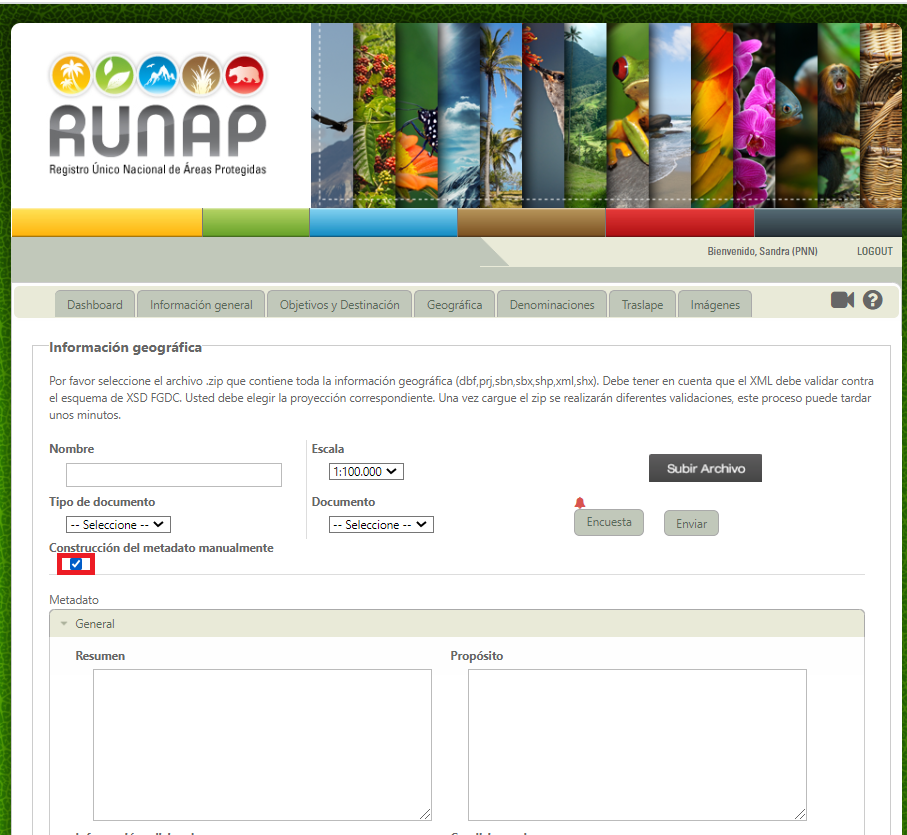 RUNAP
Registro Único Nacional de Áreas Protegidas
Bienvenido, Sandra (PNN) LOGOUT
Dashboard Información general Objetivos y Destinación Geográfica Denominaciones Traslape Imágenes
Información geográfica
Por favor seleccione el archivo .zip que contiene toda la información geográfica (dbf,prj,sbn,sbx,shp,xml,shx). Debe tener en cuenta que el XML debe validar contra
el esquema de XSD FGDC. Usted debe elegir la proyección correspondiente. Una vez cargue el zip se realizarán diferentes validaciones, este proceso puede tardar
unos minutos.
Nombre Escala
1:100.000 Subir Archivo
Tipo de documento Documento
-- Seleccione -- -- Seleccione -- Encuesta Enviar
Construcción del metadato manualmente
Metadato
General
Resumen Propósito